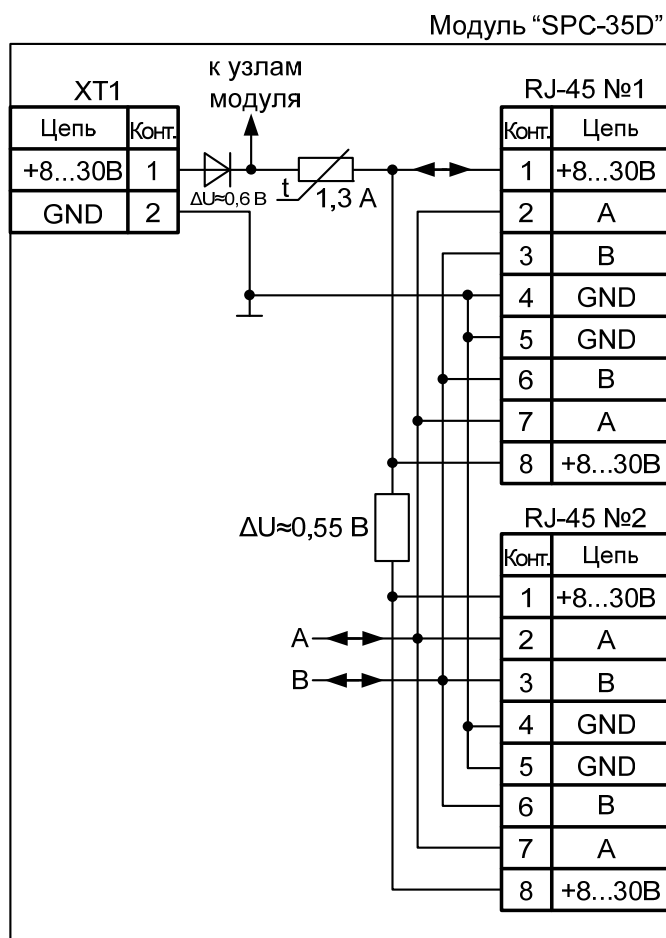 Модуль “SPC-35D”
к узлам
модуля
XT1
Цепь Конт.
+8...30В 1
GND 2
ΔU≈0,6 В
t
1,3 А
RJ-45 №1
Конт. Цепь
1 +8...30В
2 A
3 B
4 GND
5 GND
6 B
7 A
8 +8...30В
ΔU≈0,55 В
RJ-45 №2
Конт. Цепь
1 +8...30В
A
2 A
B
3 B
4 GND
5 GND
6 B
7 A
8 +8...30В